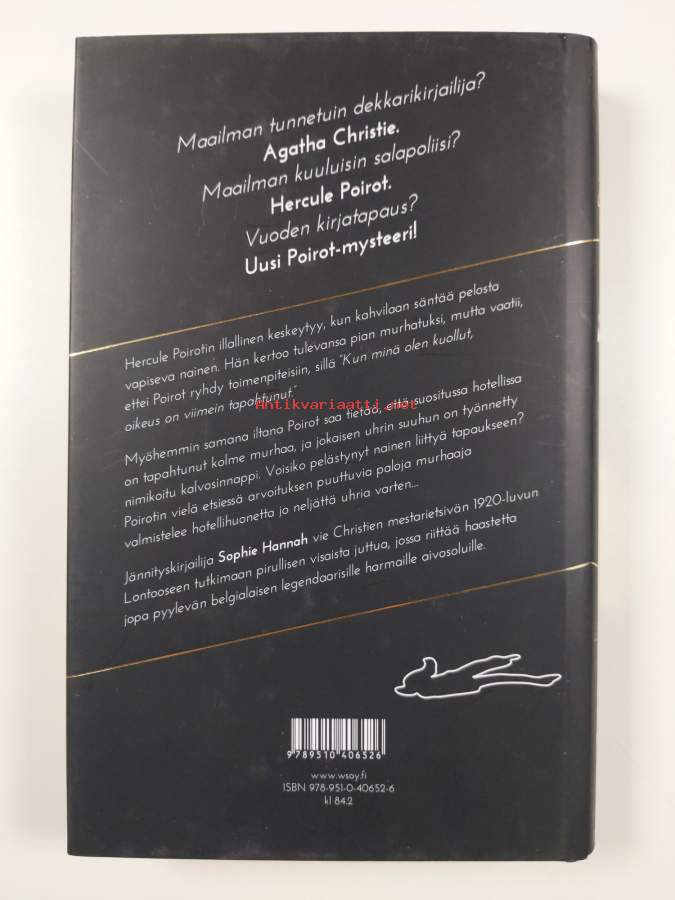 Maailman tunnetuin dekkarikirjailija?
Agatha Christie.
Maailman kuuluisin salapoliisi?
Hercule Poirot.
Vuoden kirjatapaus?
Uusi Poirot-mysteeri!
Hercule Poirotin illallinen keskeytyy, kun kahvilaan säntää pelosta
vapiseva nainen. Hän kertoo tulevansa pian murhatuksi, mutta vaatii,
ettei Poirot ryhdy toimenpiteisiin, sillä "Kun minä olen kuollut,
oikeus on viimein tapahtunut."
Antikvariaatti.net
Myöhemmin samana iltana Poirot saa tietää, että suositussa hotellissa
on tapahtunut kolme murhaa, ja jokaisen uhrin suuhun on työnnetty
nimikoitu kalvosinnappi. Voisiko pelästynyt nainen liittyä tapaukseen?
Poirotin vielä etsiessä arvoituksen puuttuvia paloja murhaaja
valmistelee hotellihuonetta jo neljättä uhria varten...
Jännityskirjailija Sophie Hannah vie Christien mestarietsivän 1920-luvun
Lontooseen tutkimaan pirullisen visaista juttua, jossa riittää haastetta
jopa pyylevän belgialaisen legendaarisille harmaille aivosoluille.
9 789510 406526
www.wsoy.fi
ISBN 978-951-0-40652-6
kl 84.2